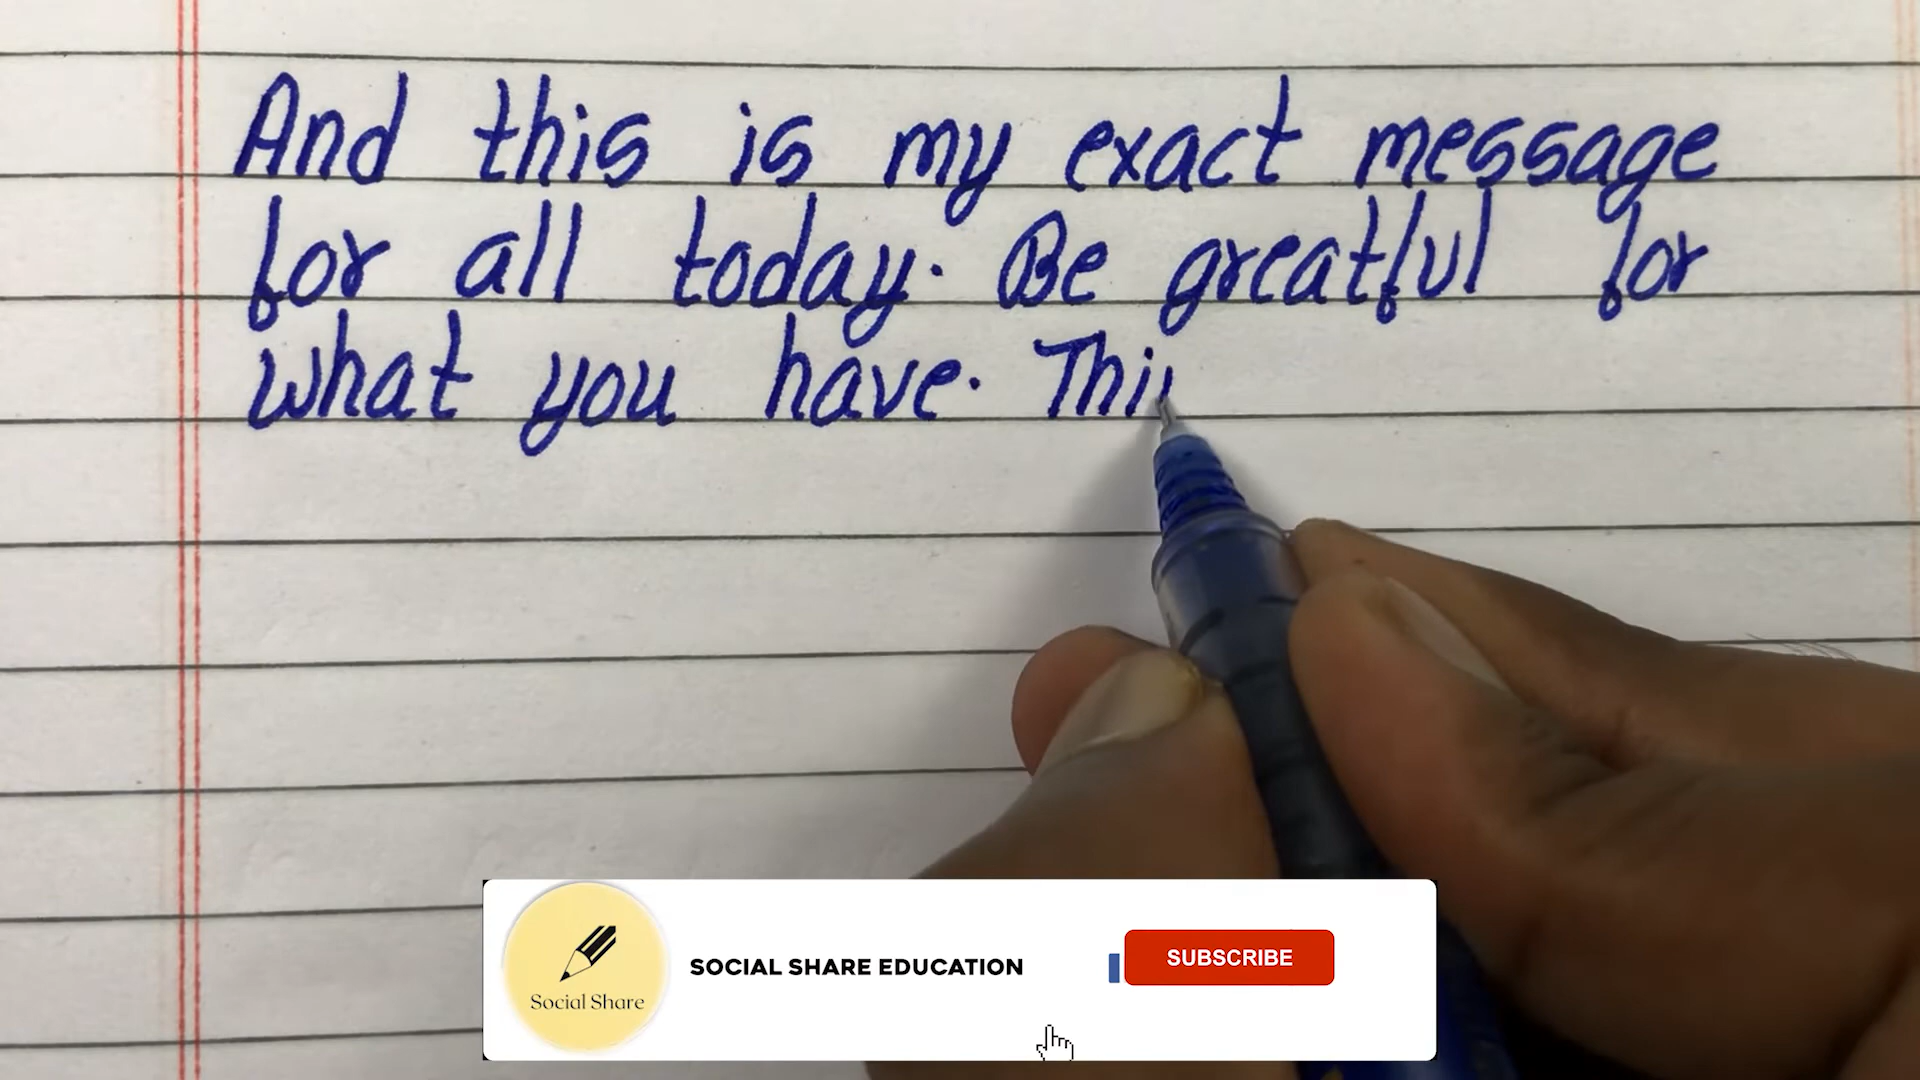 And this is my exact message
for all today. Be greatful for
what you have. Thi
SOCIAL SHARE EDUCATION
SUBSCRIBE
Social Share